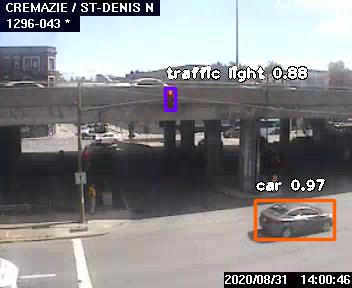 CREMAZIE / ST-DENIS N
1296-043 *
traffic light 0.88
car 0.97
2020/08/31 14:00:46